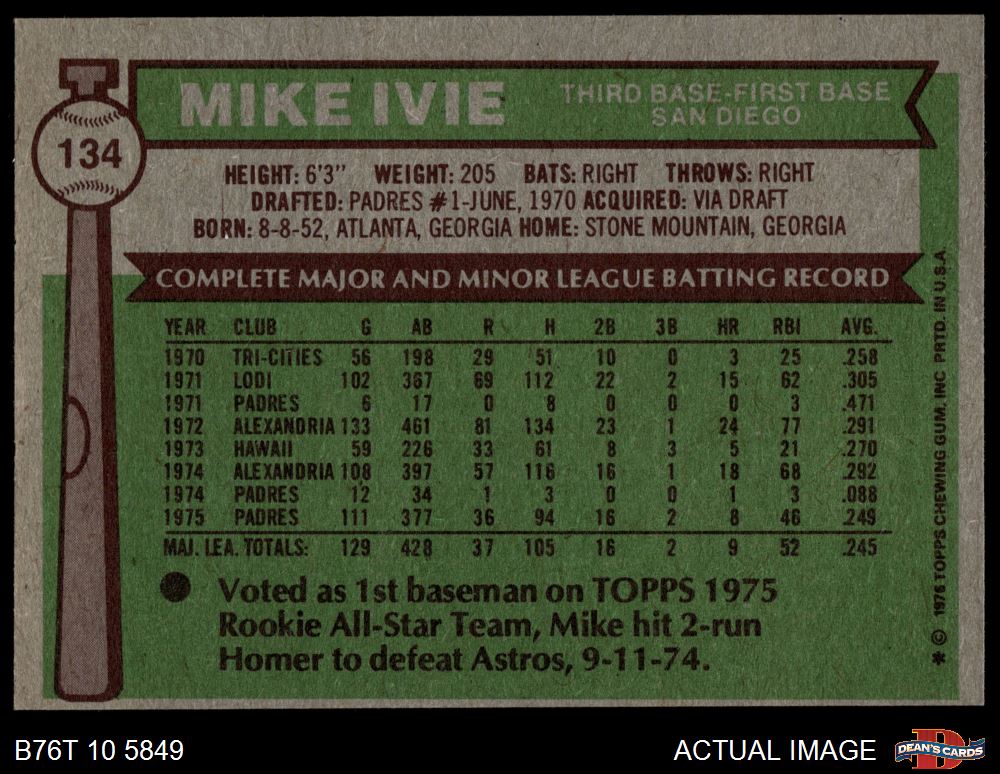 134
MIKE IVIE
THIRD BASE-FIRST BASE
SAN DIEGO
HEIGHT: 6'3" WEIGHT: 205 BATS: RIGHT THROWS: RIGHT
DRAFTED: PADRES #1-JUNE, 1970 ACQUIRED: VIA DRAFT
BORN: 8-8-52, ATLANTA, GEORGIA HOME: STONE MOUNTAIN, GEORGIA
COMPLETE MAJOR AND MINOR LEAGUE BATTING RECORD
YEAR CLUB G AB R H 2B 3B HR RBI AVG.
1970 TRI-CITIES 56 198 29 51 10 0 3 25 .258
1971 LODI 102 367 69 112 22 2 15 62 .305
1971 PADRES 6 17 0 8 0 0 0 3 .471
1972 ALEXANDRIA 133 461 81 134 23 1 24 77 .291
1973 HAWAII 59 226 33 61 8 3 5 21 .270
1974 ALEXANDRIA 108 397 57 116 16 1 18 68 .292
1974 PADRES 12 34 1 3 0 0 1 3 .088
1975 PADRES 111 377 36 94 16 2 8 46 .249
MAJ. LEA. TOTALS: 129 428 37 105 16 2 9 52 .245
Voted as 1st baseman on TOPPS 1975
Rookie All-Star Team, Mike hit 2-run
Homer to defeat Astros, 9-11-74.
* © 1976 TOPPS CHEWING GUM, INC PRTD. IN U.S.A.
B76T 10 5849
ACTUAL IMAGE
DEAN'S CARDS